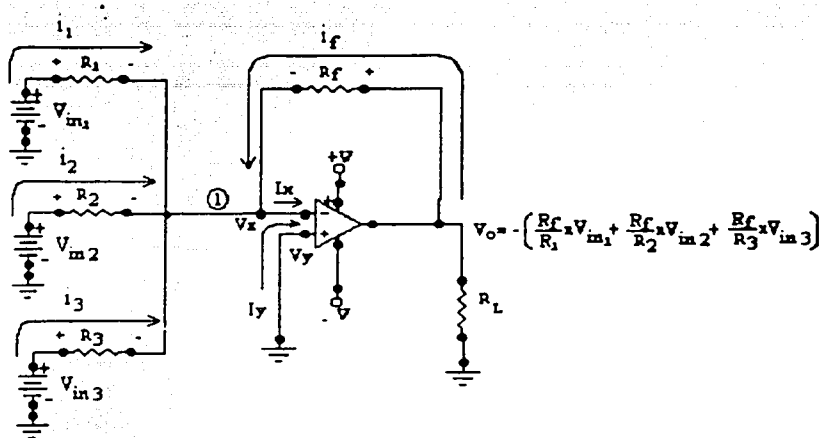 i1
+ R1 -
+
Vin1
-
i2
+ R2 -
+
Vin2
-
i3
+ R3 -
+
Vin3
-
if
- Rf +
①
Ix
Vx
Vy
Iy
+V
+
-
+
-
- V
Vo = -(Rf/R1 x Vin1 + Rf/R2 x Vin2 + Rf/R3 x Vin3)
RL